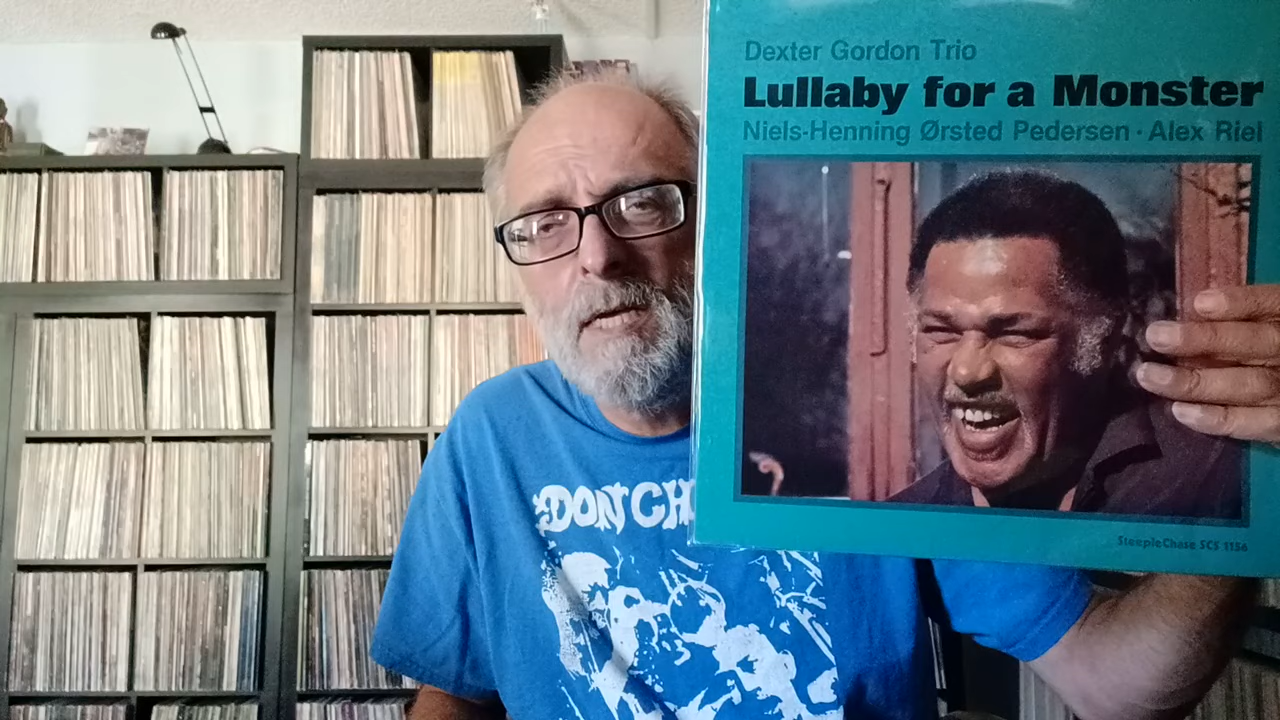 Dexter Gordon Trio
Lullaby for a Monster
Niels-Henning Ørsted Pedersen · Alex Riel
SteepleChase SCS 1156
DON CH